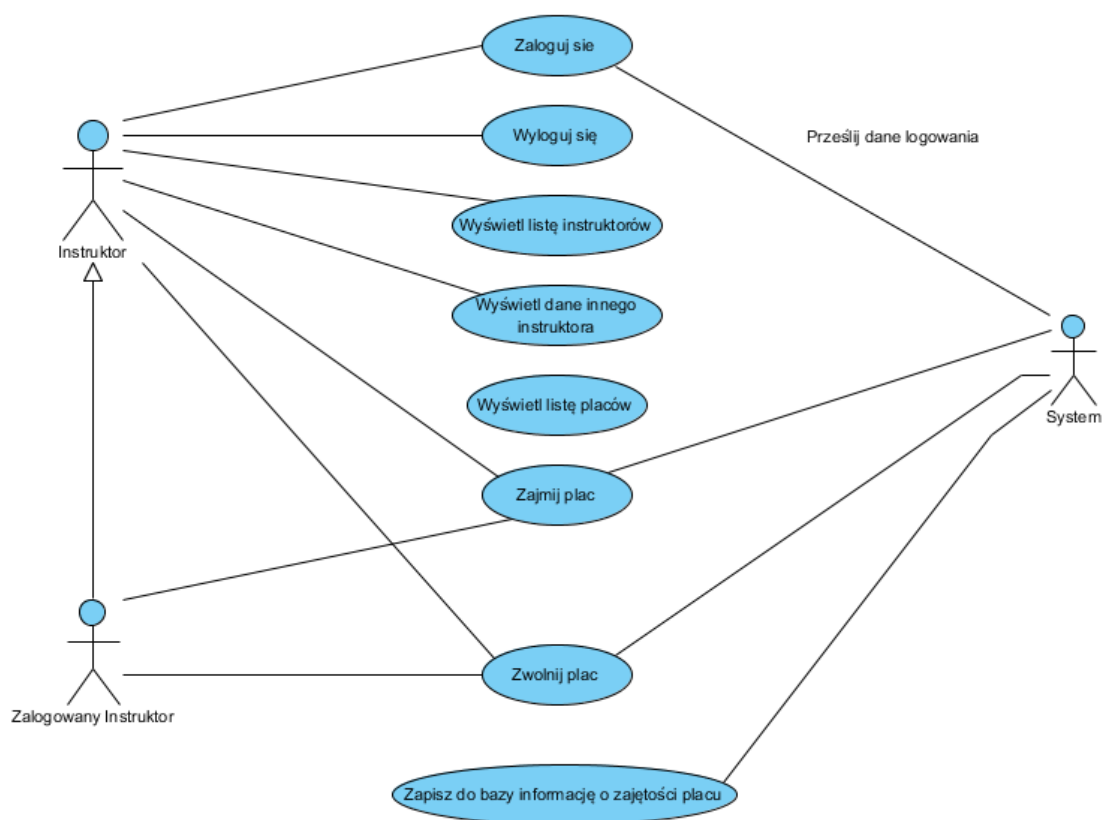 Zaloguj sie
Wyloguj się
Prześlij dane logowania
Wyświetl listę instruktorów
Instruktor
Wyświetl dane innego
instruktora
Wyświetl listę placów
System
Zajmij plac
Zwolnij plac
Zalogowany Instruktor
Zapisz do bazy informację o zajętości placu